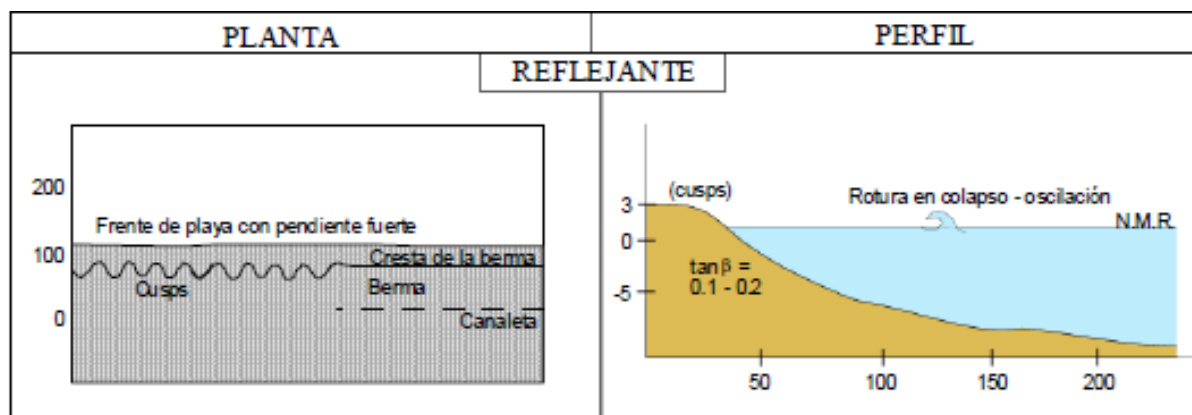 PLANTA
PERFIL
REFLEJANTE
200
100
0
Frente de playa con pendiente fuerte
Cresta de la berma
Cusps
Berma
Canaleta
3
0
-5
(cusps)
Rotura en colapso - oscilación
N.M.R.
tan β =
0.1 - 0.2
50
100
150
200